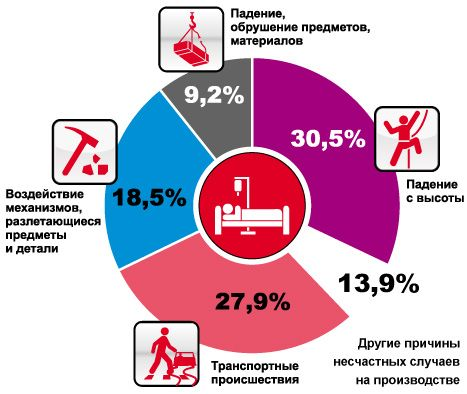 Падение,
обрушение предметов,
материалов
9,2%
30,5%
Падение
с высоты
18,5%
Воздействие
механизмов,
разлетающиеся
предметы
и детали
27,9%
Транспортные
происшествия
13,9%
Другие причины
несчастных случаев
на производстве